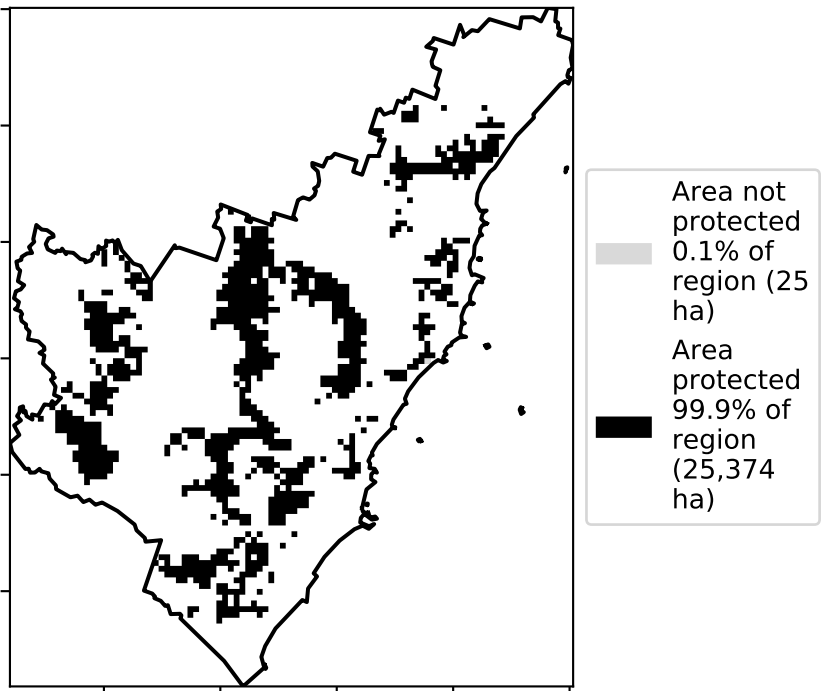 Area not
protected
0.1% of
region (25
ha)
Area
protected
99.9% of
region
(25,374
ha)